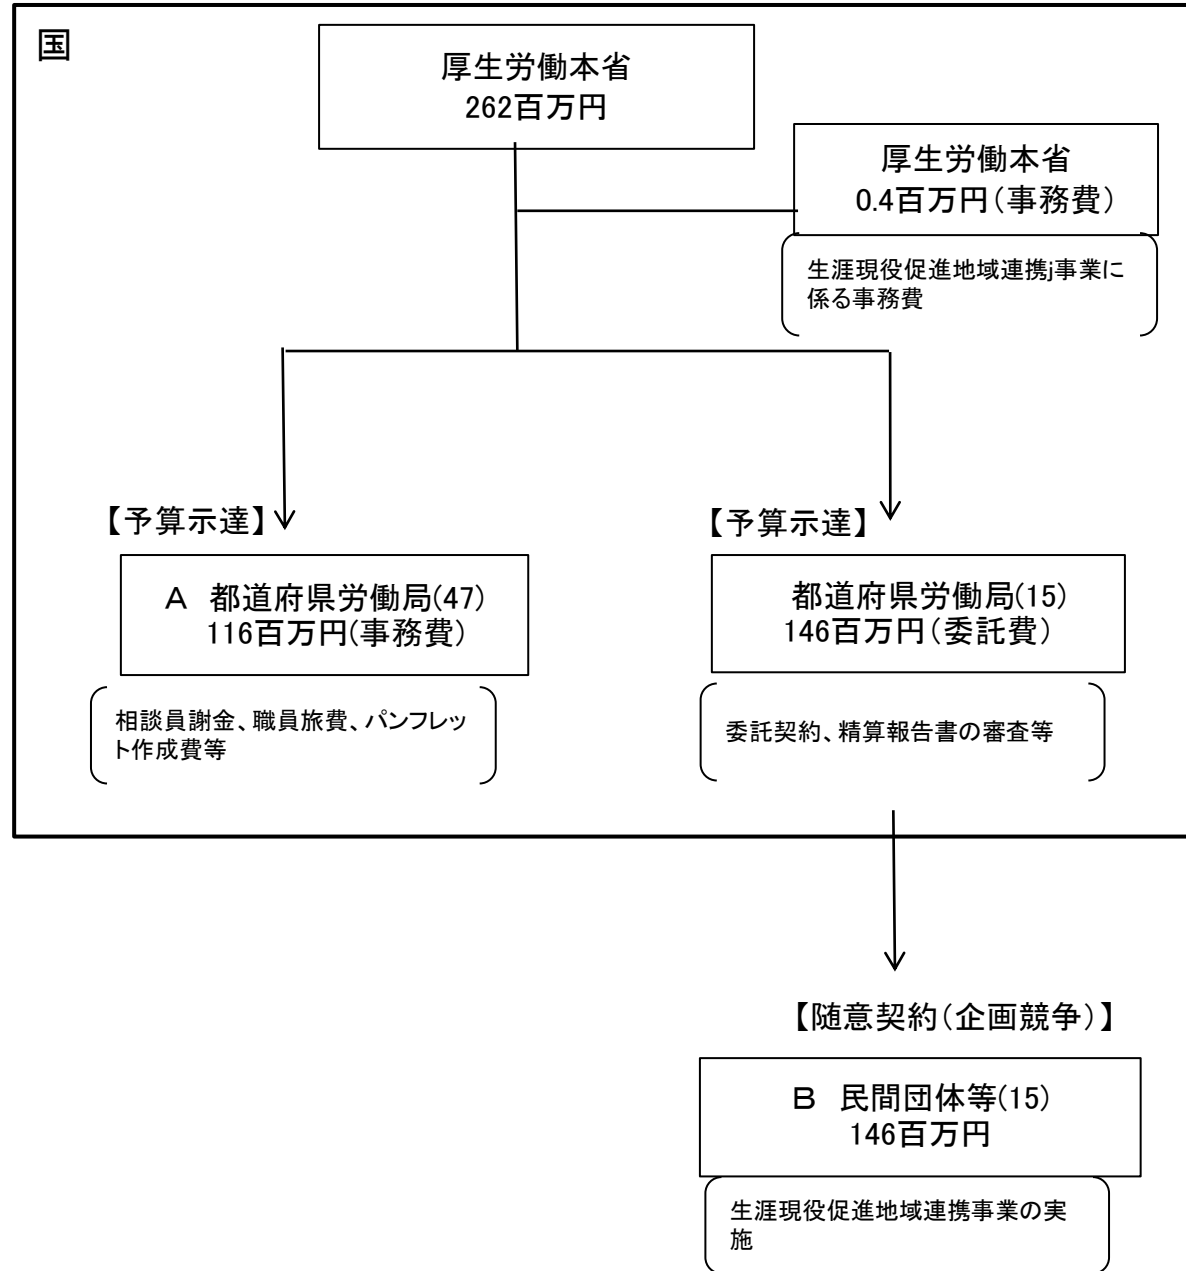 国
厚生労働本省
262百万円
厚生労働本省
0.4百万円(事務費)
生涯現役促進地域連携j事業に
係る事務費
【予算示達】
【予算示達】
A 都道府県労働局(47)
116百万円(事務費)
都道府県労働局(15)
146百万円(委託費)
相談員謝金、職員旅費、パンフレッ
ト作成費等
委託契約、精算報告書の審査等
【随意契約(企画競争)】
B 民間団体等(15)
146百万円
生涯現役促進地域連携事業の実
施